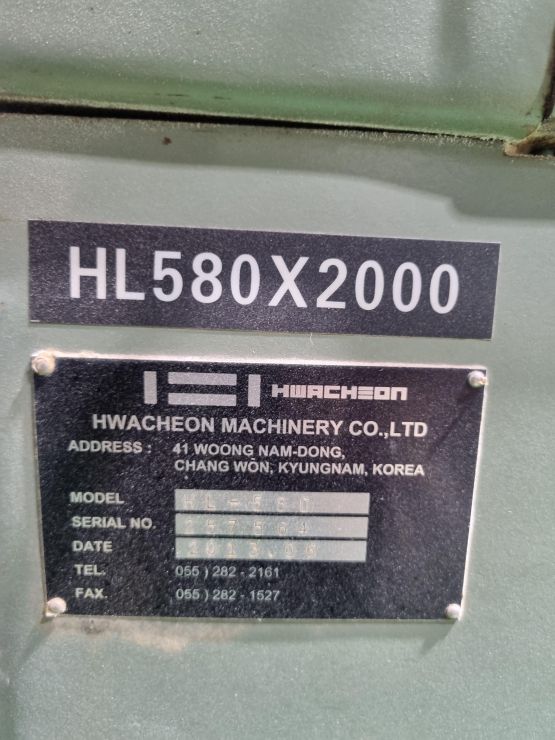 HL580X2000
HWACHEON
HWACHEON MACHINERY CO.,LTD
ADDRESS : 41 WOONG NAM-DONG,
CHANG WON, KYUNGNAM, KOREA
MODEL
SERIAL NO.
DATE
TEL. 055 ) 282 - 2161
FAX. 055 ) 282 - 1527